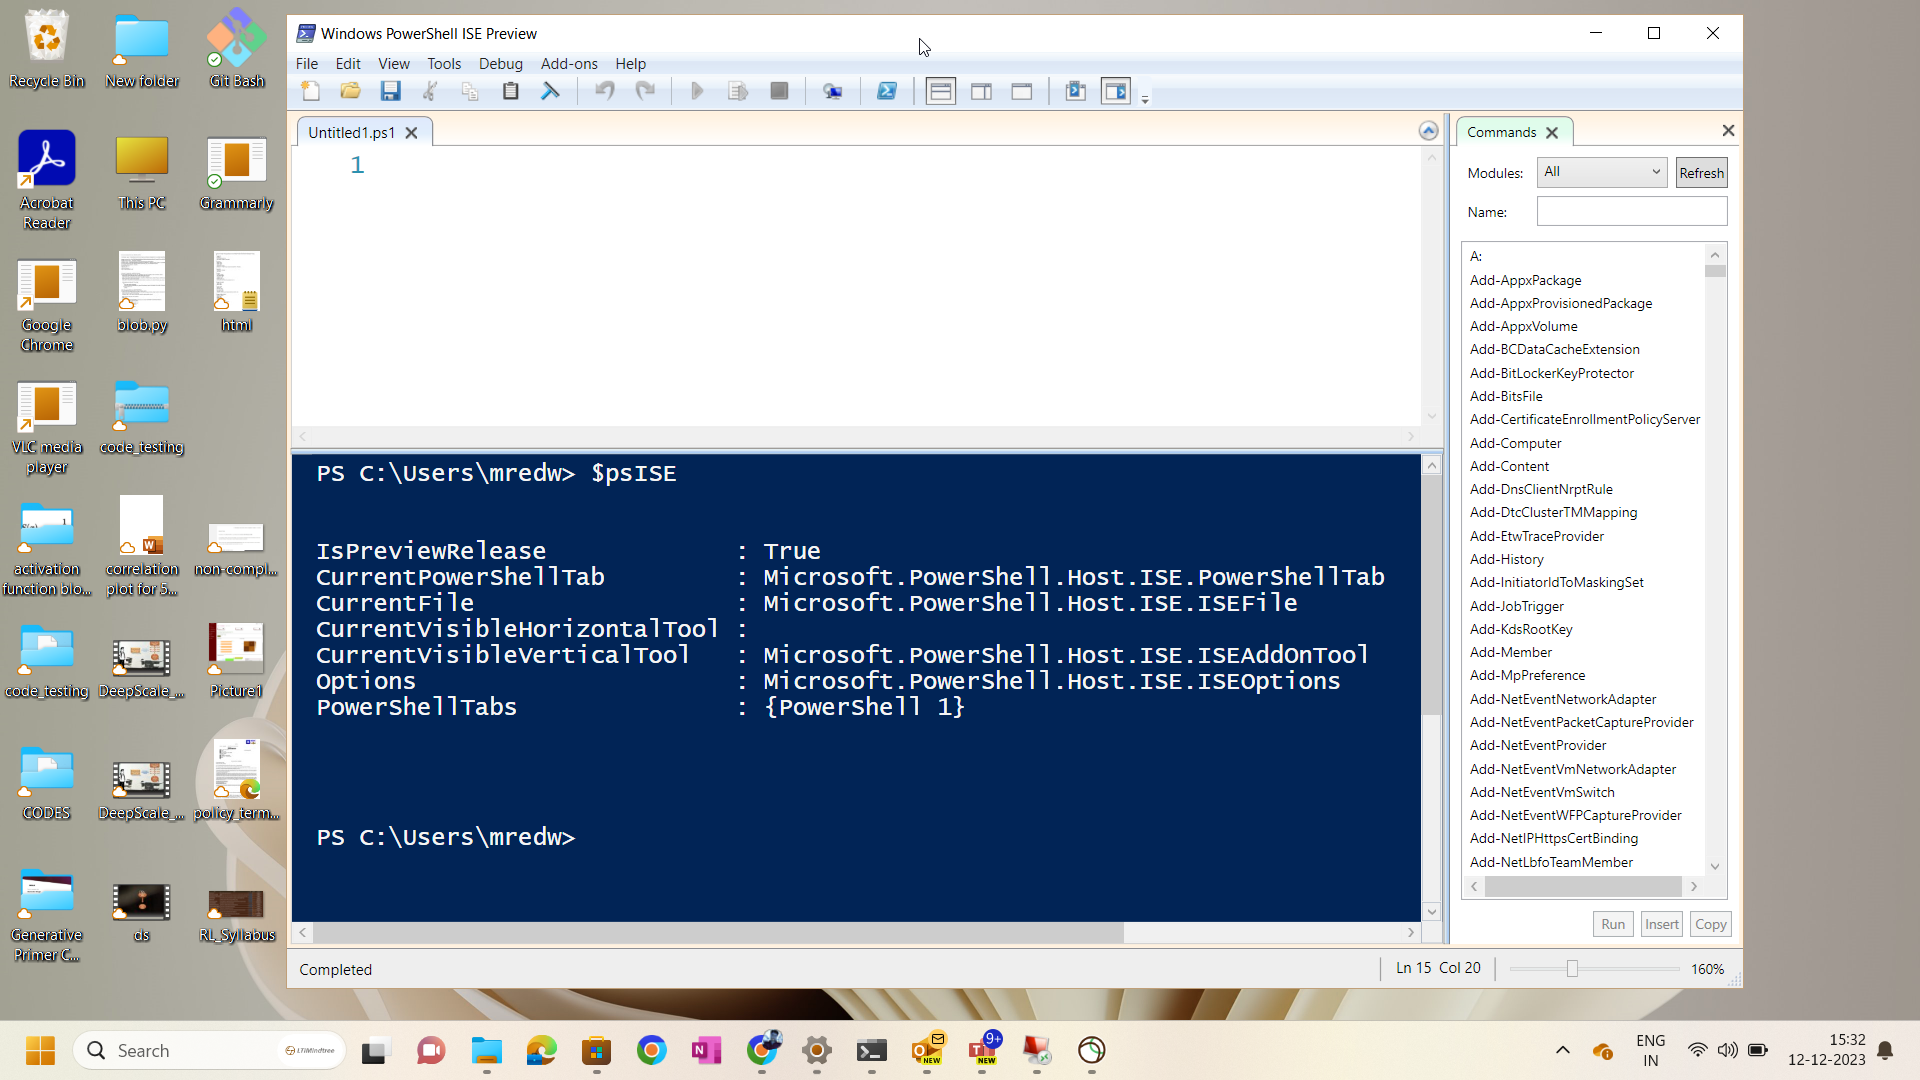 Recycle Bin
New folder
Git Bash
Acrobat
Reader
This PC
Grammarly
Google
Chrome
blob.py
html
VLC media
player
code_testing
activation
function blo...
correlation
plot for 5...
non-compl...
code_testing
DeepScale_...
Picture1
CODES
DeepScale_...
policy_term...
Generative
Primer C...
ds
RL_Syllabus
Windows PowerShell ISE Preview
File Edit View Tools Debug Add-ons Help
Untitled1.ps1
1
PS C:\Users\mredw> $psISE
IsPreviewRelease : True
CurrentPowerShellTab : Microsoft.PowerShell.Host.ISE.PowerShellTab
CurrentFile : Microsoft.PowerShell.Host.ISE.ISEFile
CurrentVisibleHorizontalTool :
CurrentVisibleVerticalTool : Microsoft.PowerShell.Host.ISE.ISEAddOnTool
Options : Microsoft.PowerShell.Host.ISE.ISEOptions
PowerShellTabs : {PowerShell 1}
PS C:\Users\mredw>
Commands
Modules: All Refresh
Name:
A:
Add-AppxPackage
Add-AppxProvisionedPackage
Add-AppxVolume
Add-BCDataCacheExtension
Add-BitLockerKeyProtector
Add-BitsFile
Add-CertificateEnrollmentPolicyServer
Add-Computer
Add-Content
Add-DnsClientNrptRule
Add-DtcClusterTMMapping
Add-EtwTraceProvider
Add-History
Add-InitiatorIdToMaskingSet
Add-JobTrigger
Add-KdsRootKey
Add-Member
Add-MpPreference
Add-NetEventNetworkAdapter
Add-NetEventPacketCaptureProvider
Add-NetEventProvider
Add-NetEventVmNetworkAdapter
Add-NetEventVmSwitch
Add-NetEventWFPCaptureProvider
Add-NetIPHttpsCertBinding
Add-NetLbfoTeamMember
Run Insert Copy
Completed
Ln 15 Col 20
160%
Search
LTIMindtree
NEW
9+
NEW
ENG
IN
15:32
12-12-2023